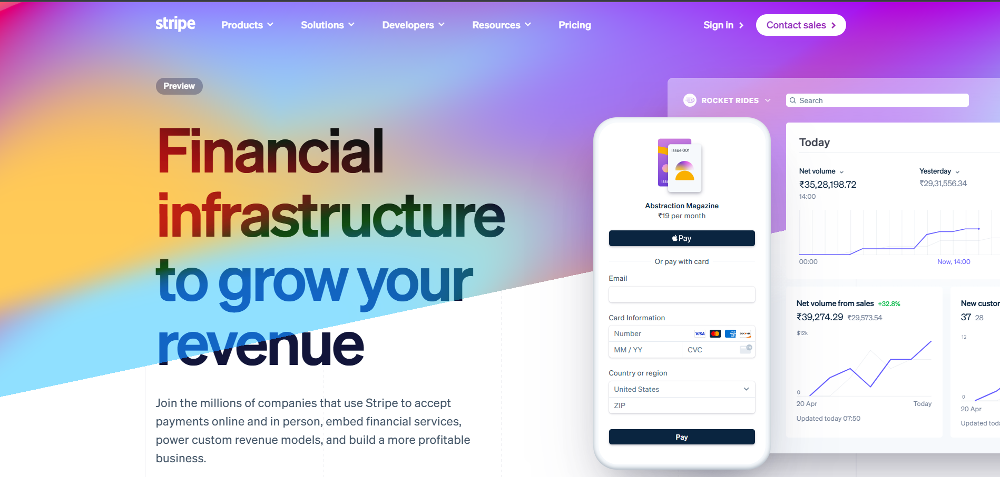 stripe
Products
Solutions
Developers
Resources
Pricing
Sign in
Contact sales
Preview
Financial
infrastructure
to grow your
revenue
Join the millions of companies that use Stripe to accept
payments online and in person, embed financial services,
power custom revenue models, and build a more profitable
business.
Issue 001
Issu
Abstraction Magazine
₹19 per month
Pay
Or pay with card
Email
Card Information
Number
VISA
AMEX
DISCOVER
MM / YY
CVC
Country or region
United States
ZIP
Pay
ROCKET RIDES
Search
Today
Net volume
₹35,28,198.72
14:00
Yesterday
₹29,31,556.34
00:00
Now, 14:00
Net volume from sales +32.8%
₹39,274.29 ₹29,573.54
$12k
0
20 Apr
Today
Updated today 07:50
New custor
37 28
12
0
20 Apr
Updated toda